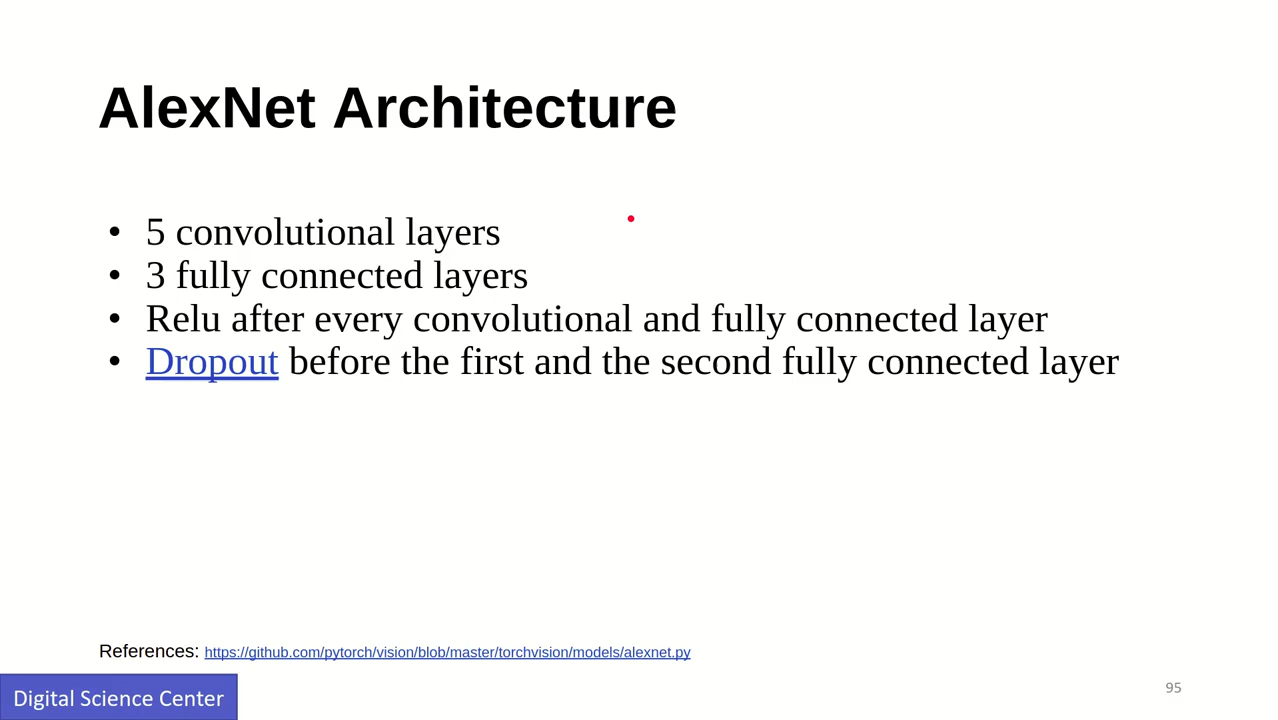 AlexNet Architecture
• 5 convolutional layers
• 3 fully connected layers
• Relu after every convolutional and fully connected layer
• Dropout before the first and the second fully connected layer
References: https://github.com/pytorch/vision/blob/master/torchvision/models/alexnet.py
Digital Science Center
95